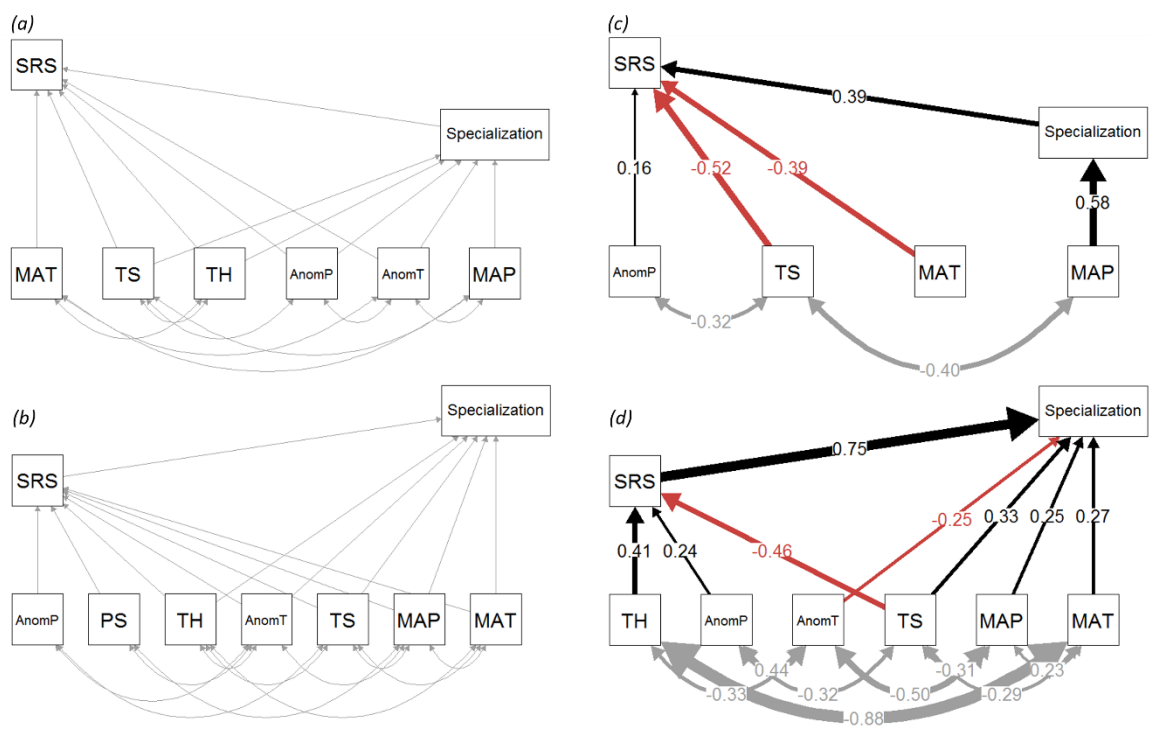 (a)
SRS
Specialization
MAT TS TH AnomP AnomT MAP
(c)
SRS
0.39
Specialization
0.16 -0.52 -0.39
0.58
AnomP TS MAT MAP
-0.32
-0.40
(b)
Specialization
SRS
AnomP PS TH AnomT TS MAP MAT
(d)
Specialization
0.75
SRS
0.41 0.24 -0.46 -0.25 0.33 0.25 0.27
TH AnomP AnomT TS MAP MAT
0.44 -0.31 0.23
-0.33 -0.32 -0.50 -0.29
-0.88